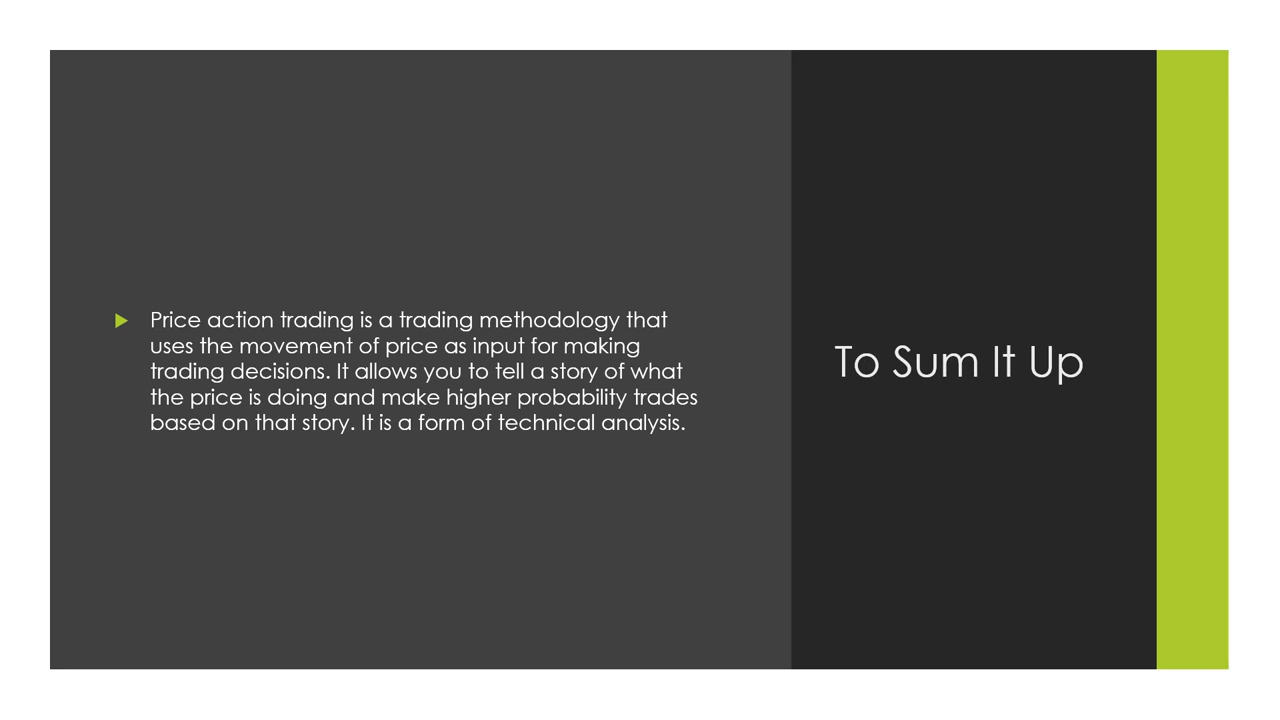 Price action trading is a trading methodology that
uses the movement of price as input for making
trading decisions. It allows you to tell a story of what
the price is doing and make higher probability trades
based on that story. It is a form of technical analysis.
To Sum It Up